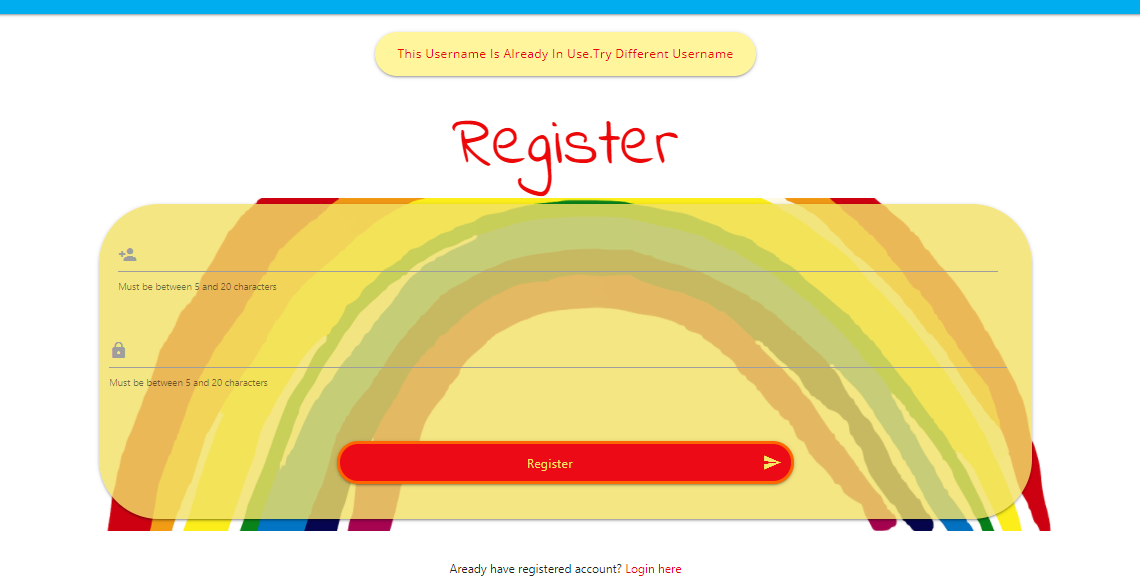 This Username Is Already In Use.Try Different Username
Register
Must be between 5 and 20 characters
Must be between 5 and 20 characters
Register
Aready have registered account? Login here